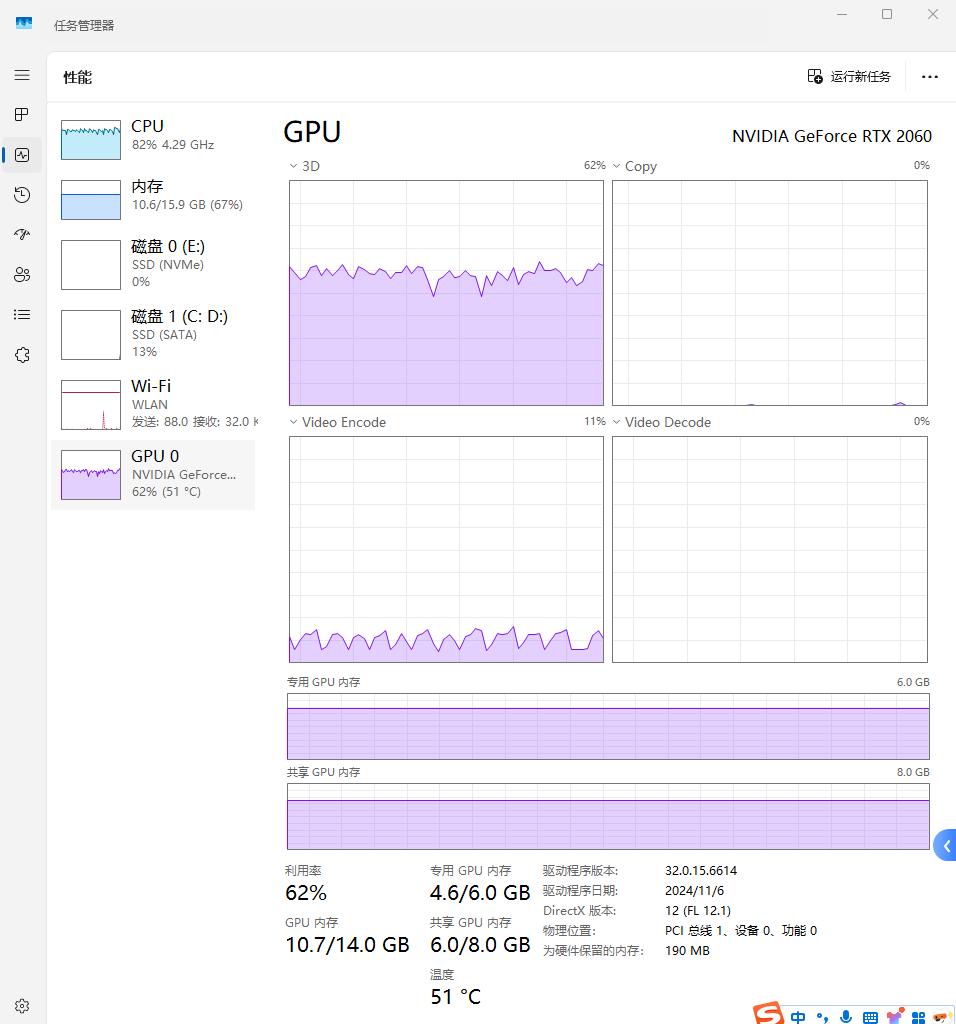 任务管理器
性能
运行新任务
CPU
82% 4.29 GHz
内存
10.6/15.9 GB (67%)
磁盘 0 (E:)
SSD (NVMe)
0%
磁盘 1 (C: D:)
SSD (SATA)
13%
Wi-Fi
WLAN
发送: 88.0 接收: 32.0 K
GPU 0
NVIDIA GeForce...
62% (51 °C)
GPU
NVIDIA GeForce RTX 2060
3D 62%
Copy 0%
Video Encode 11%
Video Decode 0%
专用 GPU 内存 6.0 GB
共享 GPU 内存 8.0 GB
利用率
62%
专用 GPU 内存
4.6/6.0 GB
GPU 内存
10.7/14.0 GB
共享 GPU 内存
6.0/8.0 GB
温度
51 °C
驱动程序版本: 32.0.15.6614
驱动程序日期: 2024/11/6
DirectX 版本: 12 (FL 12.1)
物理位置: PCI 总线 1、设备 0、功能 0
为硬件保留的内存: 190 MB
S 中